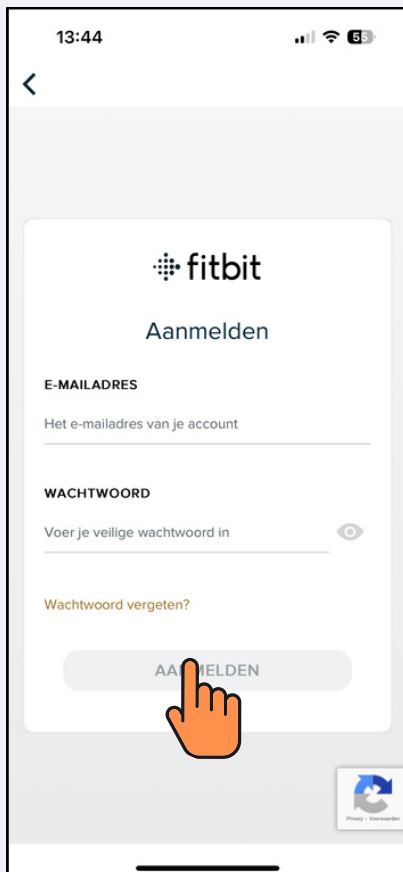 13:44
55
fitbit
Aanmelden
E-MAILADRES
Het e-mailadres van je account
WACHTWOORD
Voer je veilige wachtwoord in
Wachtwoord vergeten?
AANMELDEN
Privacy - Voorwaarden